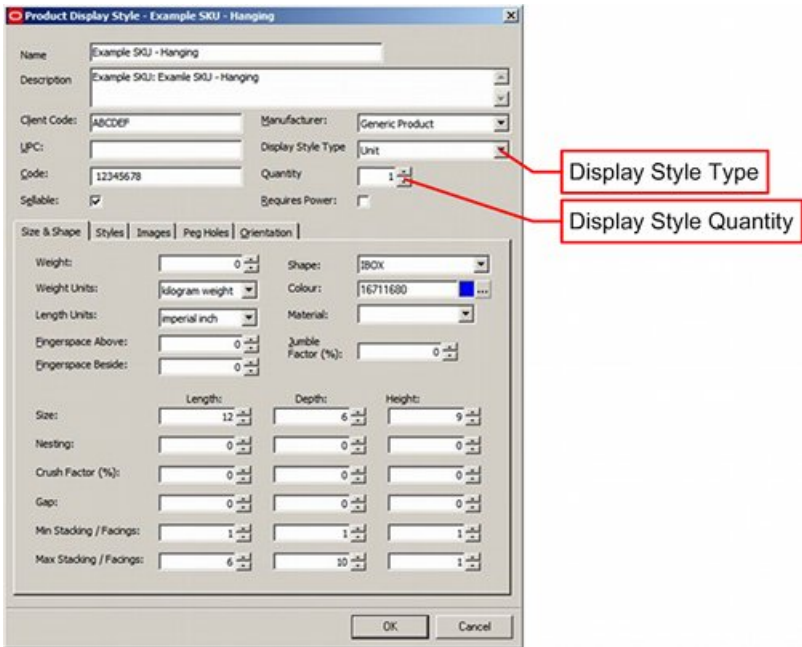 Product Display Style - Example SKU - Hanging
Name Example SKU - Hanging
Description Example SKU: Examle SKU - Hanging
Client Code: ABCDEF Manufacturer: Generic Product
UPC: Display Style Type Unit
Display Style Type
Code: 12345678 Quantity 1
Display Style Quantity
Sellable: Requires Power:
Size & Shape Styles Images Peg Holes Orientation
Weight: 0 Shape: IBOX
Weight Units: kilogram weight Colour: 16711680 ...
Length Units: imperial inch Material:
Fingerspace Above: 0 Jumble Factor (%): 0
Fingerspace Beside: 0
Length: Depth: Height:
Size: 12 6 9
Nesting: 0 0 0
Crush Factor (%): 0 0 0
Gap: 0 0 0
Min Stacking / Facings: 1 1 1
Max Stacking / Facings: 6 10 1
OK Cancel